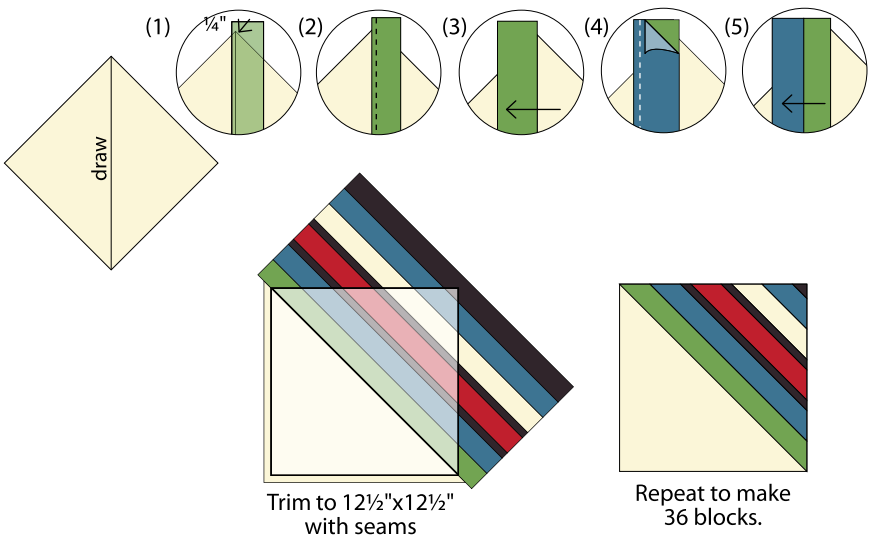 (1)
¼"
(2)
(3)
(4)
(5)
draw
Trim to 12½"x12½"
with seams
Repeat to make
36 blocks.